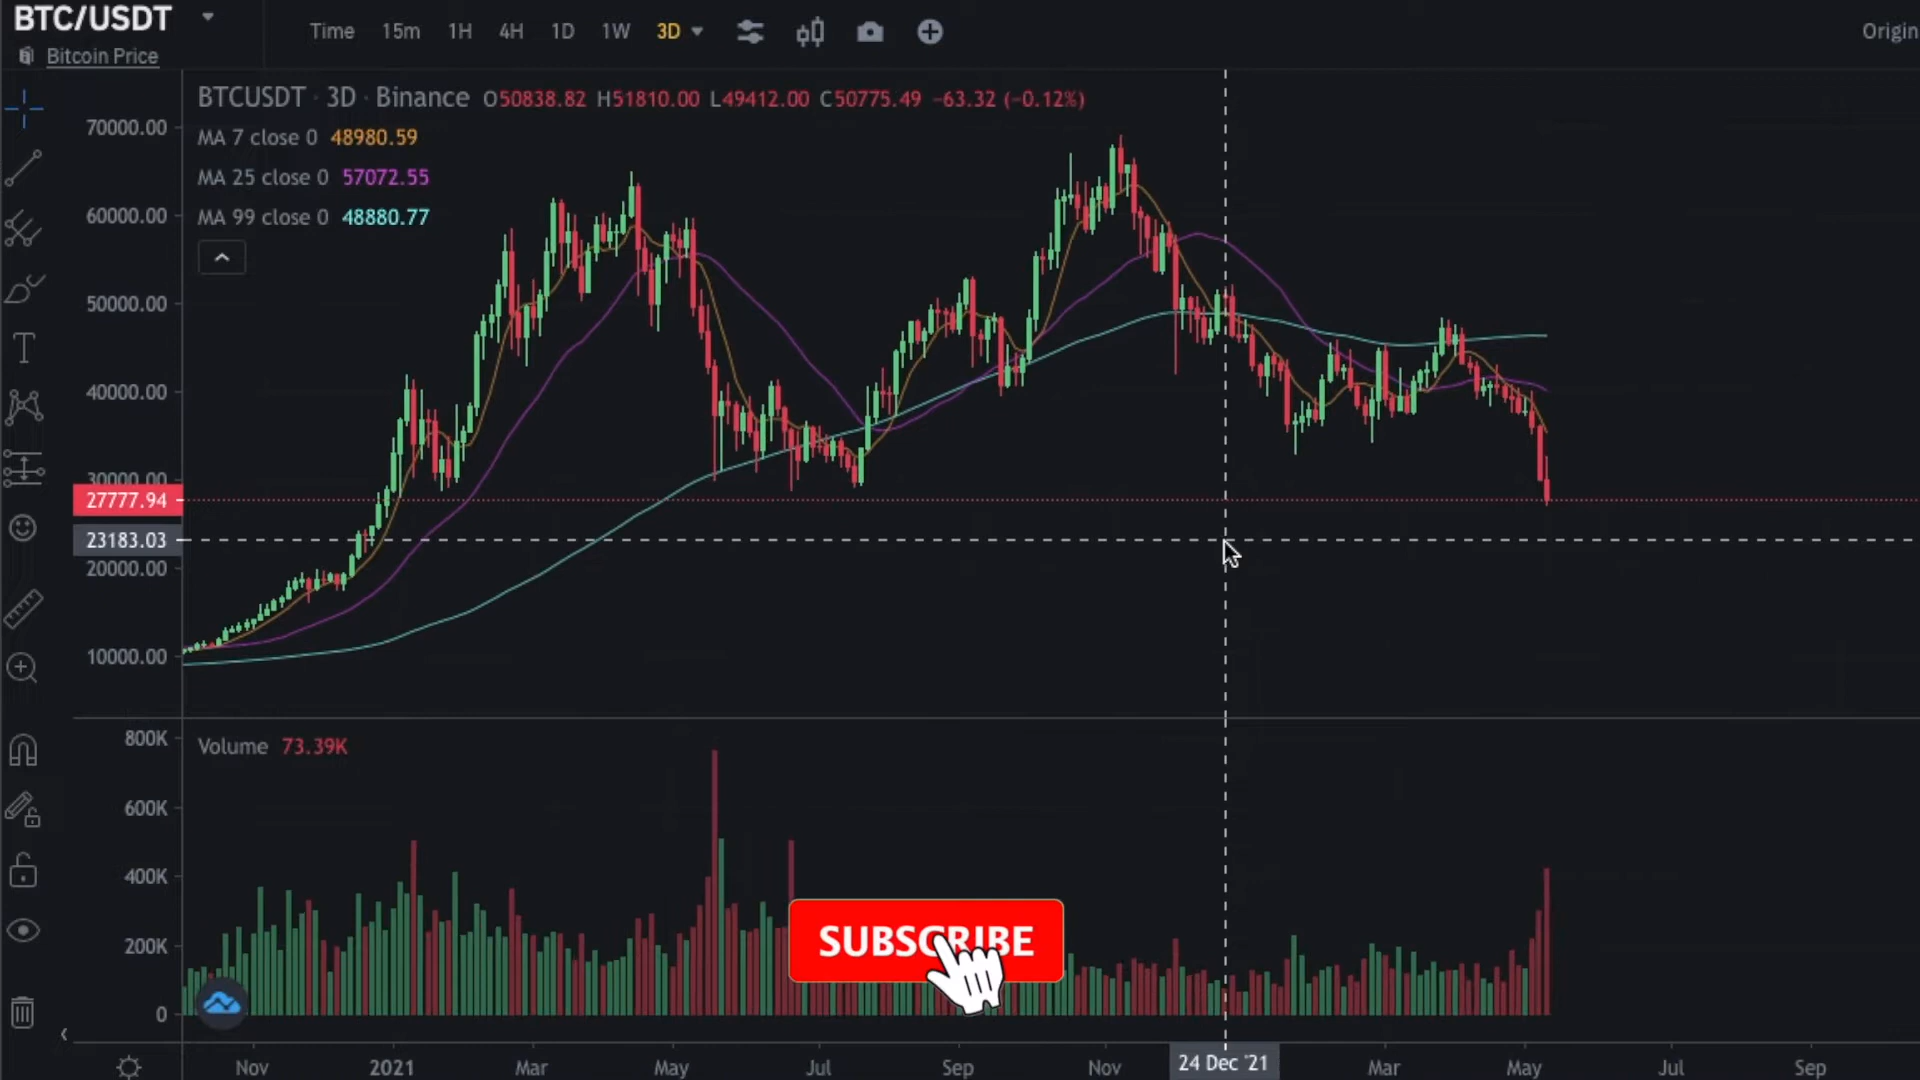 BTC/USDT
Bitcoin Price
Time 15m 1H 4H 1D 1W 3D
Origin
BTCUSDT · 3D · Binance O50838.82 H51810.00 L49412.00 C50775.49 −63.32 (−0.12%)
MA 7 close 0 48980.59
MA 25 close 0 57072.55
MA 99 close 0 48880.77
70000.00
60000.00
50000.00
40000.00
30000.00
27777.94
23183.03
20000.00
10000.00
Volume 73.39K
800K
600K
400K
200K
0
SUBSCRIBE
Nov 2021 Mar May Jul Sep Nov 24 Dec '21 Mar May Jul Sep